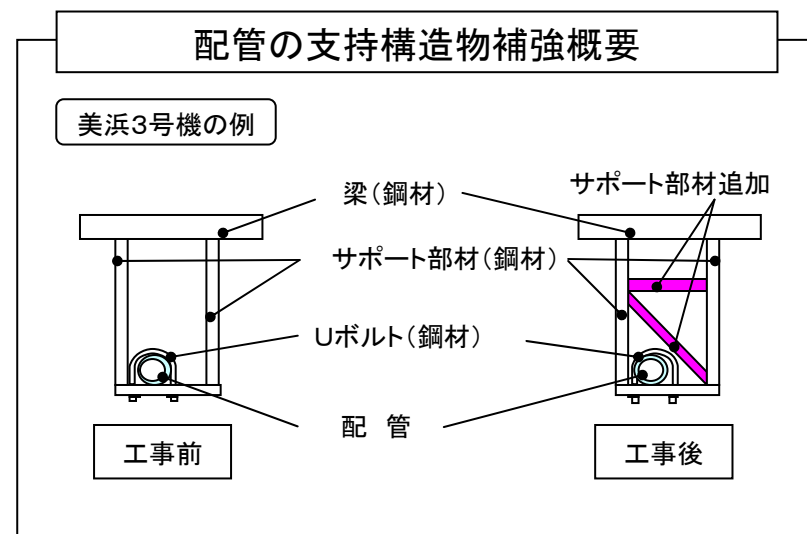 配管の支持構造物補強概要
美浜３号機の例
梁（鋼材）
サポート部材追加
サポート部材（鋼材）
Ｕボルト（鋼材）
配　管
工事前
工事後